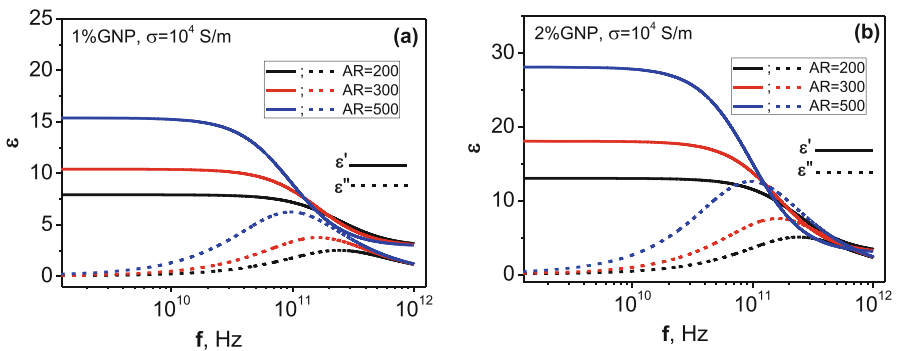 1%GNP, σ=10⁴ S/m (a)
; AR=200
; AR=300
; AR=500
ε'
ε"
25
20
15
10
5
0
ε
10¹⁰ 10¹¹ 10¹²
f, Hz
2%GNP, σ=10⁴ S/m (b)
; AR=200
; AR=300
; AR=500
ε'
ε"
30
20
10
0
ε
10¹⁰ 10¹¹ 10¹²
f, Hz